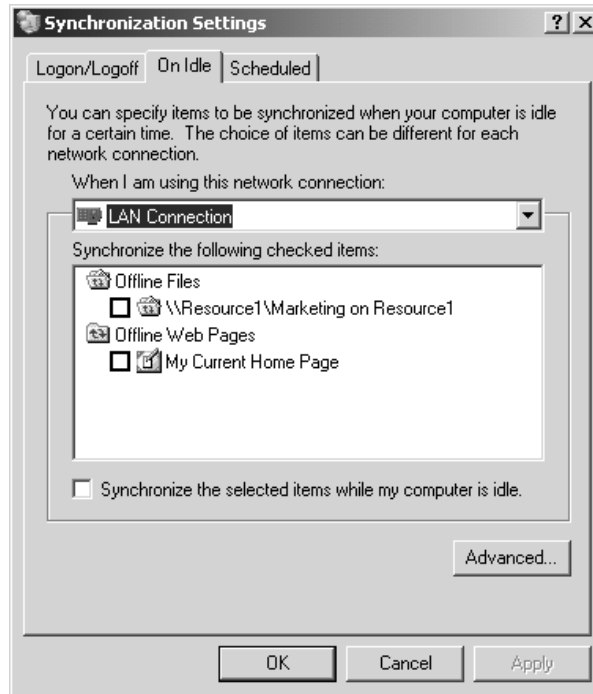 Synchronization Settings
Logon/Logoff On Idle Scheduled
You can specify items to be synchronized when your computer is idle
for a certain time. The choice of items can be different for each
network connection.
When I am using this network connection:
LAN Connection
Synchronize the following checked items:
Offline Files
\\Resource1\Marketing on Resource1
Offline Web Pages
My Current Home Page
Synchronize the selected items while my computer is idle.
Advanced...
OK Cancel Apply